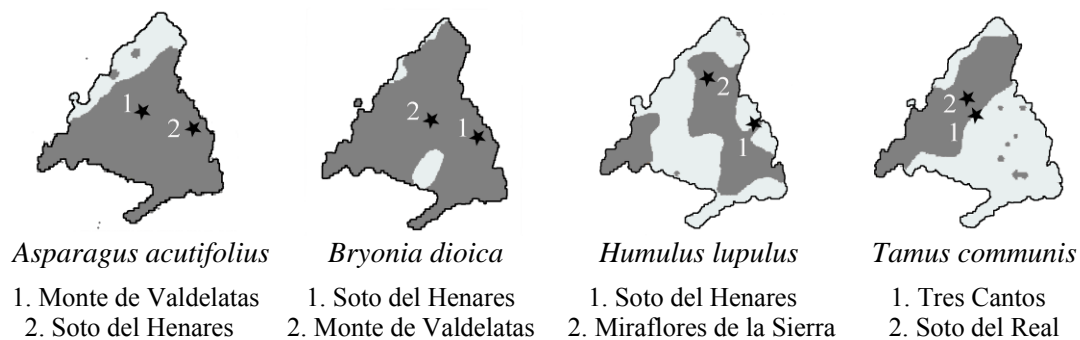 1
2
2
1
2
1
2
1
Asparagus acutifolius
Bryonia dioica
Humulus lupulus
Tamus communis
1. Monte de Valdelatas
2. Soto del Henares
1. Soto del Henares
2. Monte de Valdelatas
1. Soto del Henares
2. Miraflores de la Sierra
1. Tres Cantos
2. Soto del Real